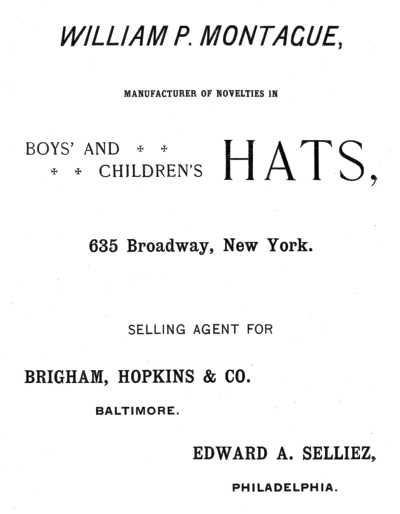 WILLIAM P. MONTAGUE,
MANUFACTURER OF NOVELTIES IN
BOYS' AND
CHILDREN'S HATS,
635 Broadway, New York.
SELLING AGENT FOR
BRIGHAM, HOPKINS & CO.
BALTIMORE.
EDWARD A. SELLIEZ,
PHILADELPHIA.